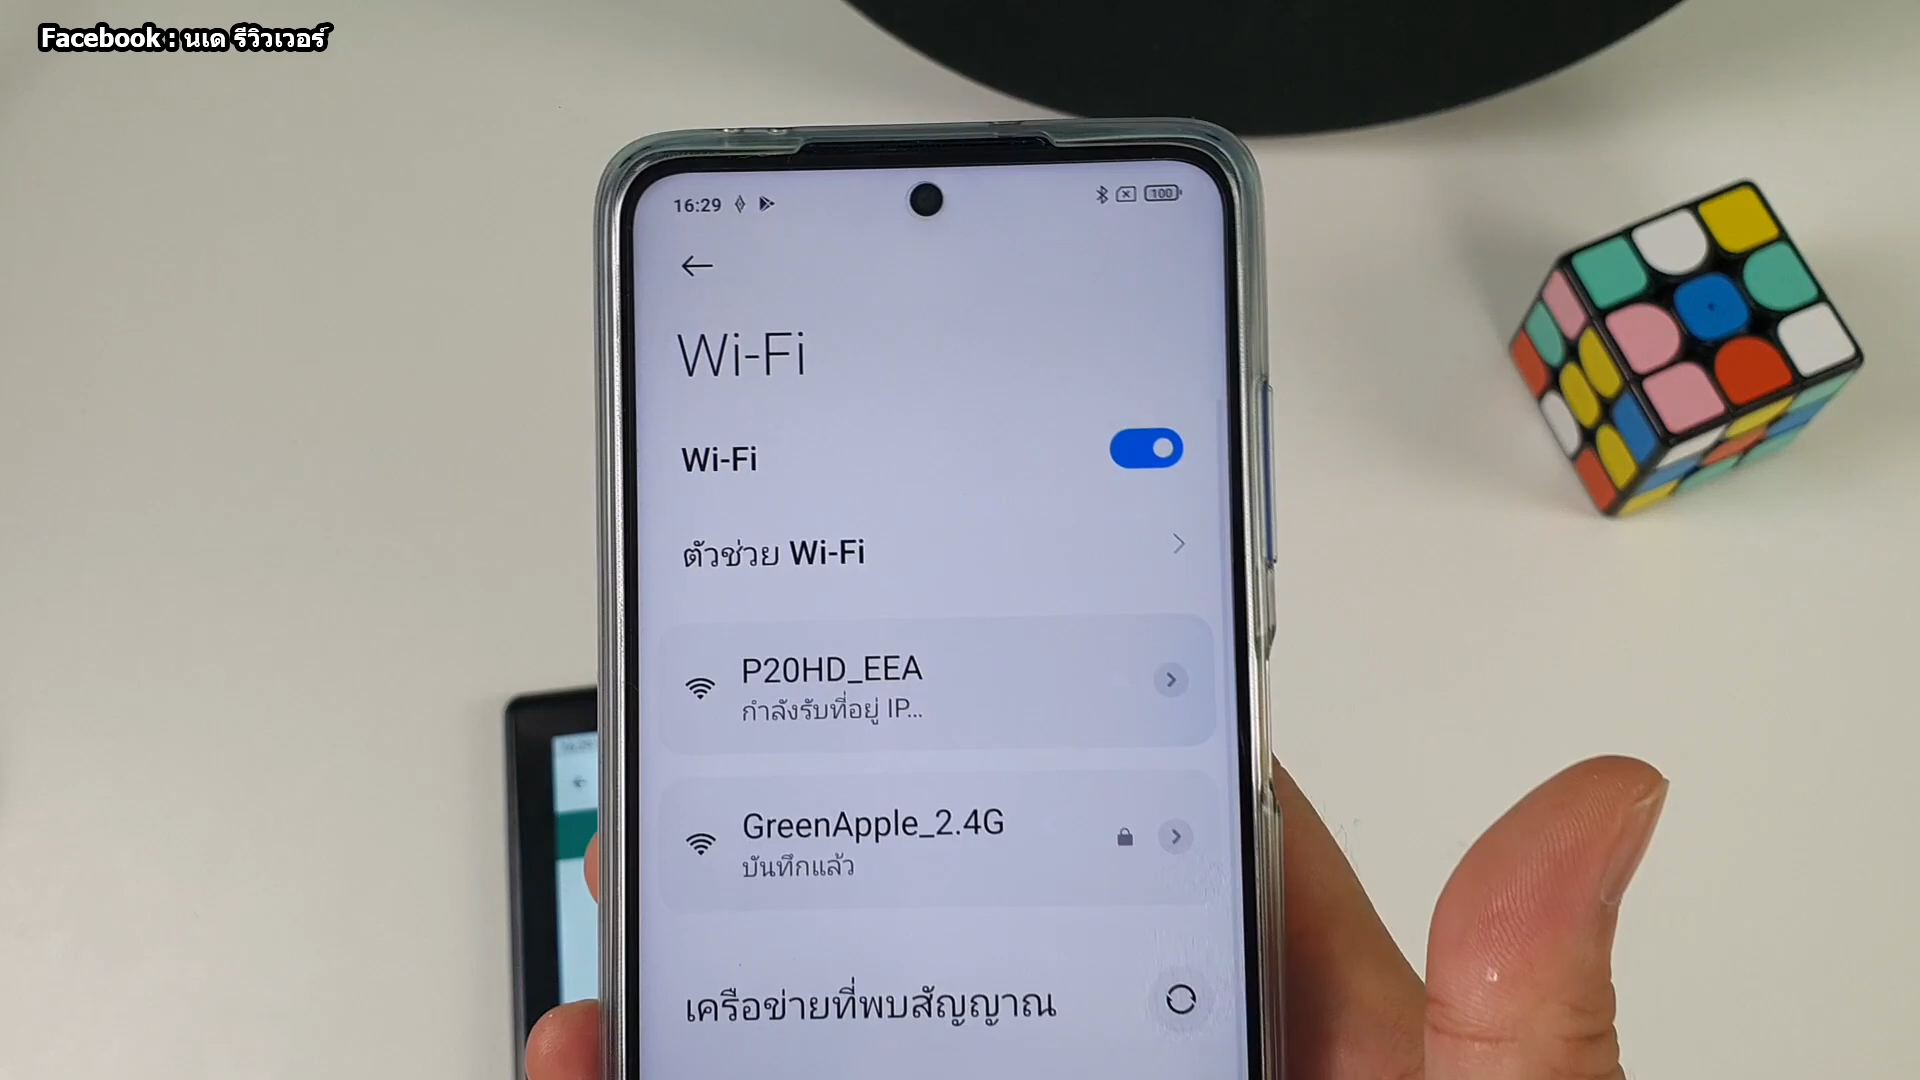 Facebook : นเด รีวิวเวอร์
16:29
100
Wi-Fi
Wi-Fi
ตัวช่วย Wi-Fi
P20HD_EEA
กำลังรับที่อยู่ IP...
GreenApple_2.4G
บันทึกแล้ว
เครือข่ายที่พบสัญญาณ